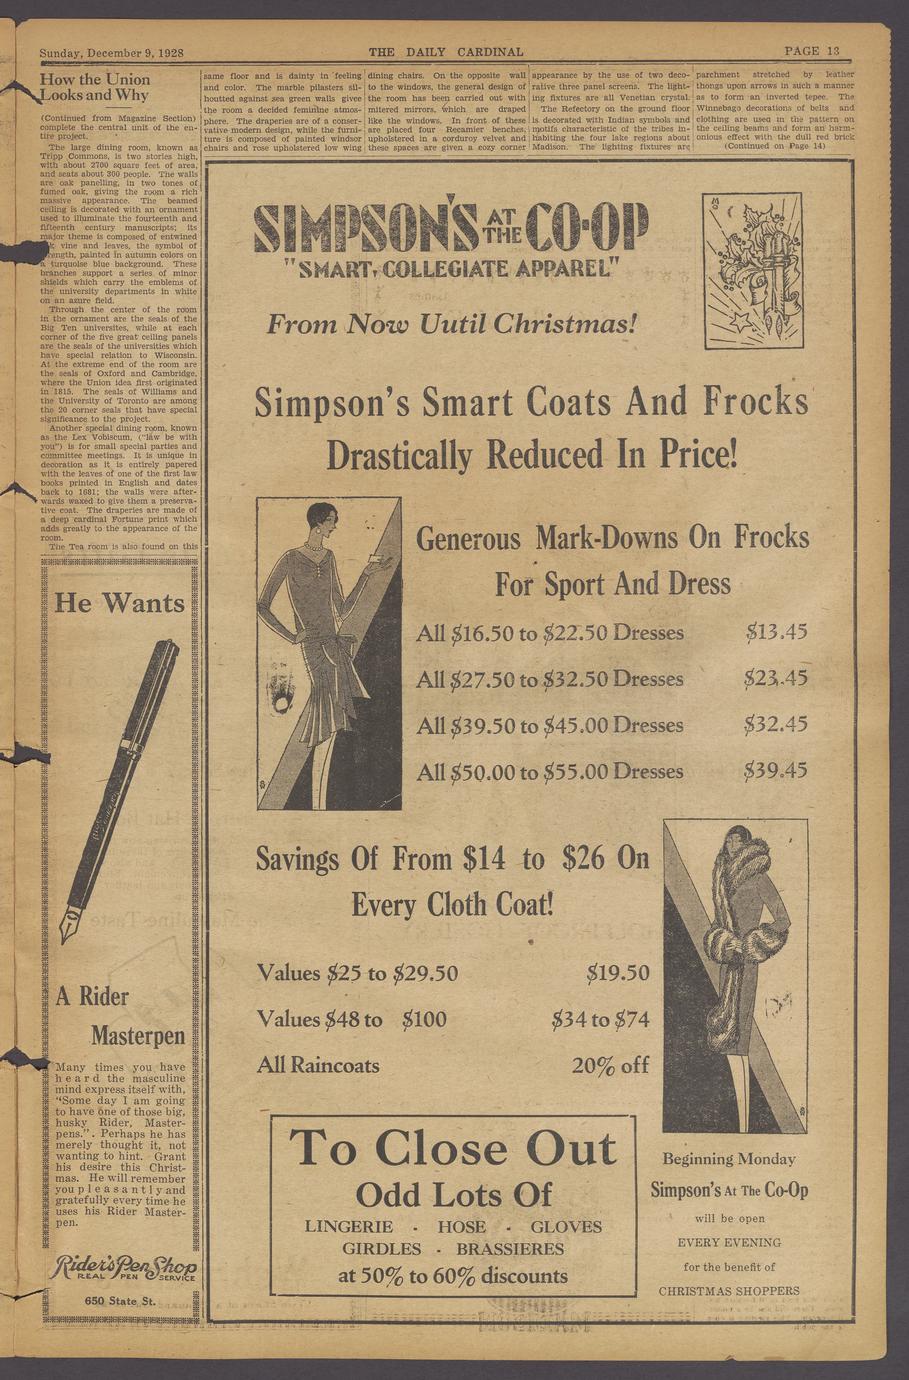 Sunday, December 9, 1928
THE DAILY CARDINAL
PAGE 13
How the Union
Looks and Why
(Continued from Magazine Section)
complete the central unit of the en-
tire project.
The large dining room, known as
Tripp Commons, is two stories high,
with about 2700 square feet of area,
and seats about 300 people. The walls
are oak panelling, in two tones of
fumed oak, giving the room a rich
massive appearance. The beamed
ceiling is decorated with an ornament
used to illuminate the fourteenth and
fifteenth century manuscripts; its
major theme is composed of entwined
vine and leaves, the symbol of
strength, painted in autumn colors on
a turquoise blue background. These
branches support a series of minor
shields which carry the emblems of
the university departments in white
on an azure field.
Through the center of the room
in the ornament are the seals of the
Big Ten universites, while at each
corner of the five great ceiling panels
are the seals of the universities which
have special relation to Wisconsin.
At the extreme end of the room are
the seals of Oxford and Cambridge,
where the Union idea first originated
in 1815. The seals of Williams and
the University of Toronto are among
the 20 corner seals that have special
significance to the project.
Another special dining room, known
as the Lex Vobiscum, ("law be with
you") is for small special parties and
committee meetings. It is unique in
decoration as it is entirely papered
with the leaves of one of the first law
books printed in English and dates
back to 1681; the walls were after-
wards waxed to give them a preserva-
tive coat. The draperies are made of
a deep cardinal Fortune print which
adds greatly to the appearance of the
room.
The Tea room is also found on this
same floor and is dainty in feeling
and color. The marble pilasters sil-
houtted against sea green walls give
the room a decided feminine atmos-
phere. The draperies are of a conser-
vative modern design, while the furni-
ture is composed of painted windsor
chairs and rose upholstered low wing
dining chairs. On the opposite wall
to the windows, the general design of
the room has been carried out with
mitered mirrors, which are draped
like the windows. In front of these
are placed four Recamier benches,
upholstered in a corduroy velvet and
these spaces are given a cozy corner
appearance by the use of two deco-
rative three panel screens. The light-
ing fixtures are all Venetian crystal.
The Refectory on the ground floor
is decorated with Indian symbols and
motifs characteristic of the tribes in-
habiting the four lake regions about
Madison. The lighting fixtures are
parchment stretched by leather
thongs upon arrows in such a manner
as to form an inverted tepee. The
Winnebago decorations of belts and
clothing are used in the pattern on
the ceiling beams and form an harm-
onious effect with the dull red brick
(Continued on Page 14)
He Wants
A Rider
Masterpen
Many times you have
heard the masculine
mind express itself with,
"Some day I am going
to have one of those big,
husky Rider, Master-
pens.". Perhaps he has
merely thought it, not
wanting to hint. Grant
his desire this Christ-
mas. He will remember
you pleasantly and
gratefully every time he
uses his Rider Master-
pen.
Rider's Pen Shop
REAL PEN SERVICE
650 State St.
SIMPSON'S AT THE CO-OP
"SMART, COLLEGIATE APPAREL"
From Now Uutil Christmas!
Simpson's Smart Coats And Frocks
Drastically Reduced In Price!
Generous Mark-Downs On Frocks
For Sport And Dress
All $16.50 to $22.50 Dresses $13.45
All $27.50 to $32.50 Dresses $23.45
All $39.50 to $45.00 Dresses $32.45
All $50.00 to $55.00 Dresses $39.45
Savings Of From $14 to $26 On
Every Cloth Coat!
Values $25 to $29.50 $19.50
Values $48 to $100 $34 to $74
All Raincoats 20% off
To Close Out
Odd Lots Of
LINGERIE - HOSE - GLOVES
GIRDLES - BRASSIERES
at 50% to 60% discounts
Beginning Monday
Simpson's At The Co-Op
will be open
EVERY EVENING
for the benefit of
CHRISTMAS SHOPPERS